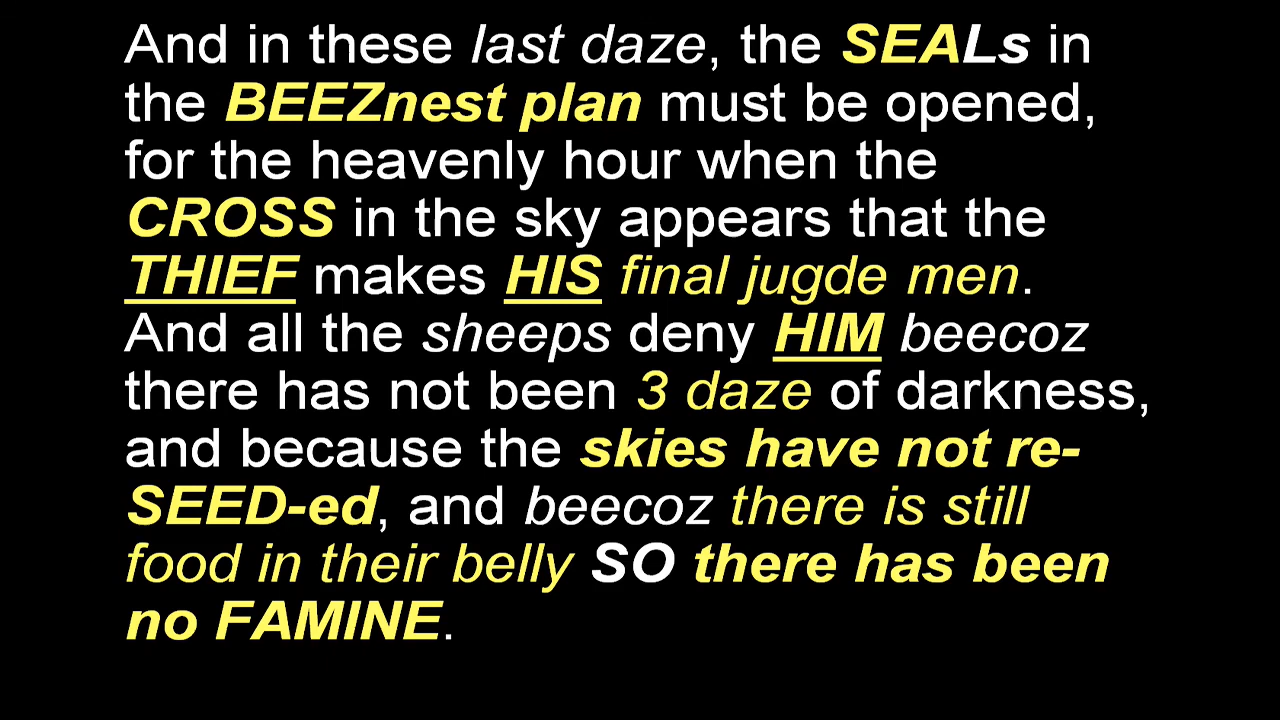 And in these last daze, the SEALs in
the BEEZnest plan must be opened,
for the heavenly hour when the
CROSS in the sky appears that the
THIEF makes HIS final jugde men.
And all the sheeps deny HIM beecoz
there has not been 3 daze of darkness,
and because the skies have not re-
SEED-ed, and beecoz there is still
food in their belly SO there has been
no FAMINE.